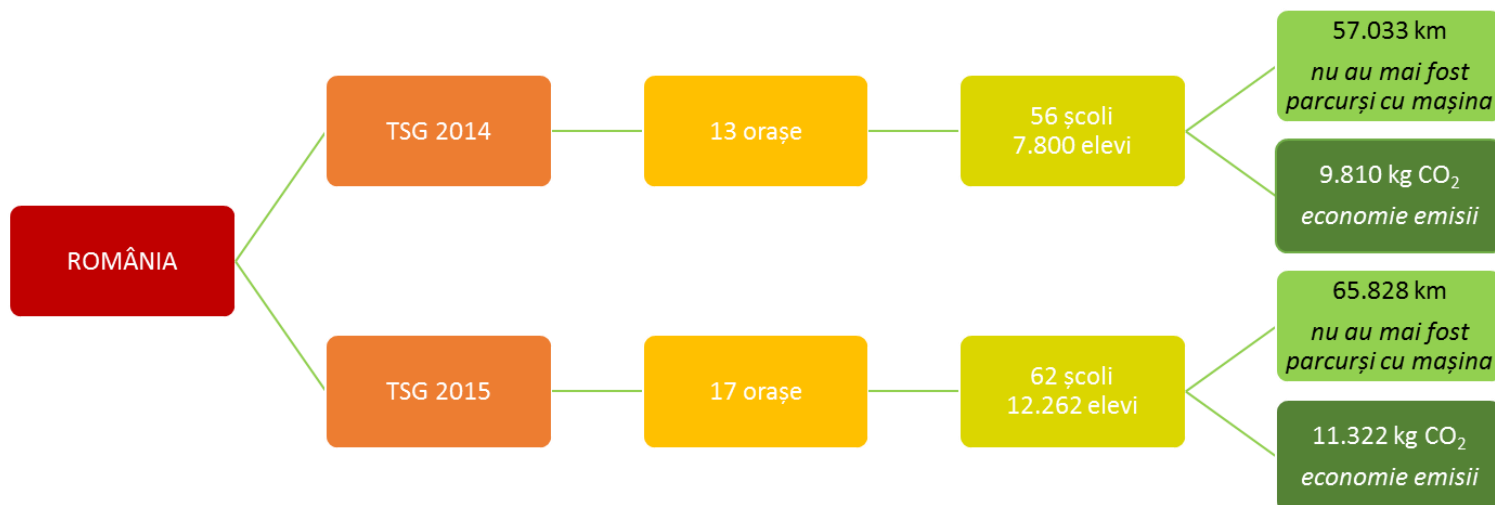 ROMÂNIA
TSG 2014
13 orașe
56 școli
7.800 elevi
57.033 km
nu au mai fost
parcurși cu mașina
9.810 kg CO₂
economie emisii
TSG 2015
17 orașe
62 școli
12.262 elevi
65.828 km
nu au mai fost
parcurși cu mașina
11.322 kg CO₂
economie emisii